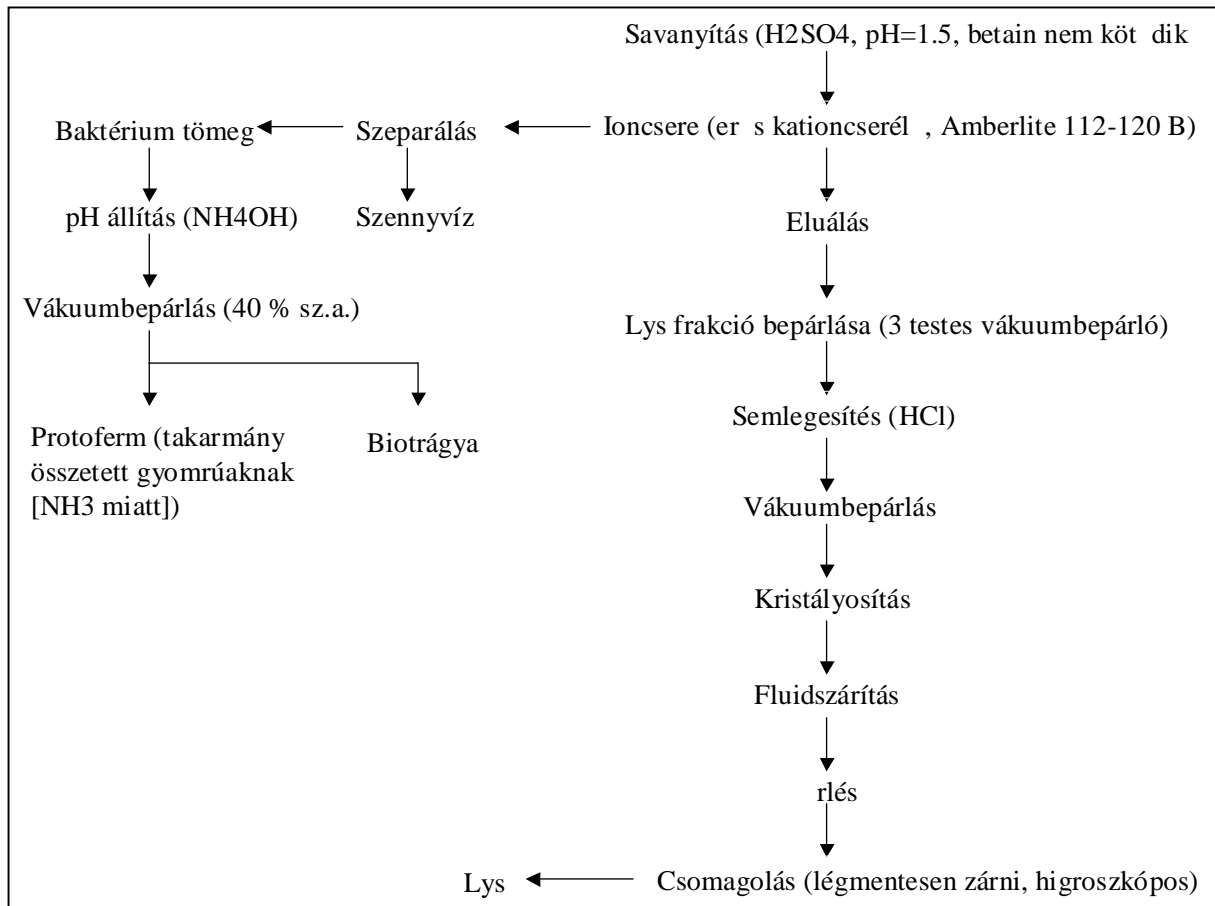 Savanyítás (H2SO4, pH=1.5, betain nem köt dik
Baktérium tömeg
Szeparálás
Ioncsere (er s kationcserél , Amberlite 112-120 B)
pH állítás (NH4OH)
Szennyvíz
Eluálás
Vákuumbepárlás (40 % sz.a.)
Lys frakció bepárlása (3 testes vákuumbepárló)
Semlegesítés (HCl)
Protoferm (takarmány
összetett gyomrúaknak
[NH3 miatt])
Biotrágya
Vákuumbepárlás
Kristályosítás
Fluidszárítás
rlés
Lys
Csomagolás (légmentesen zárni, higroszkópos)